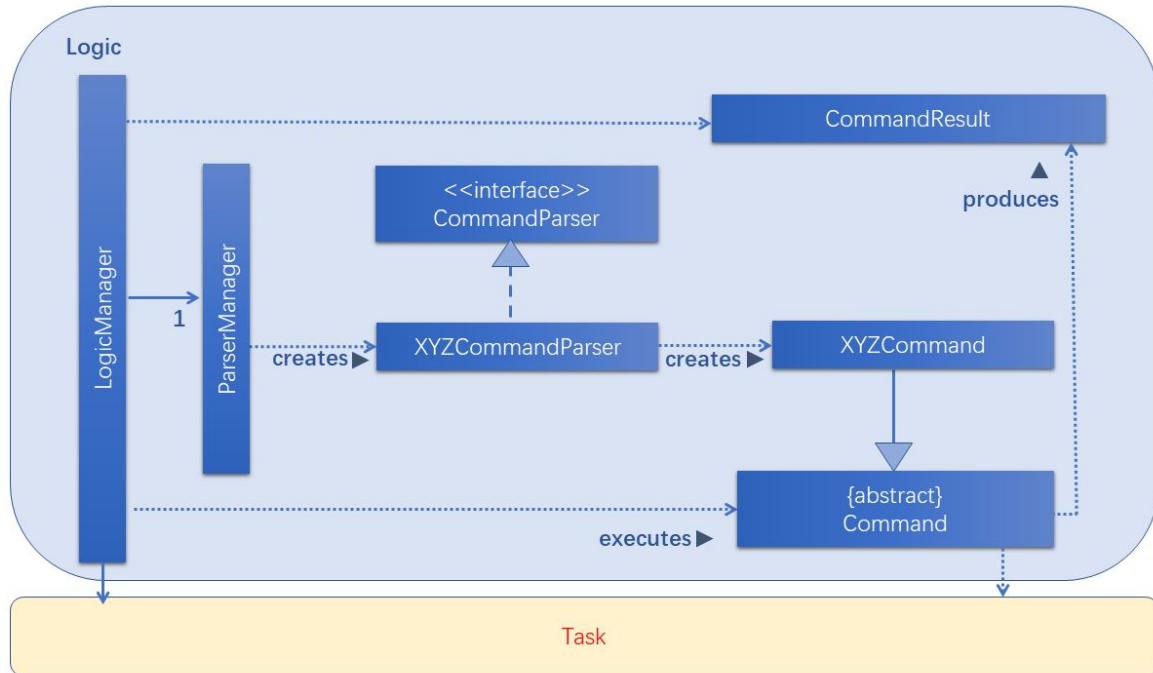 Logic
CommandResult
<<interface>>
CommandParser
▲
produces
LogicManager
ParserManager
1
creates ▶
XYZCommandParser
creates ▶
XYZCommand
{abstract}
Command
executes ▶
Task